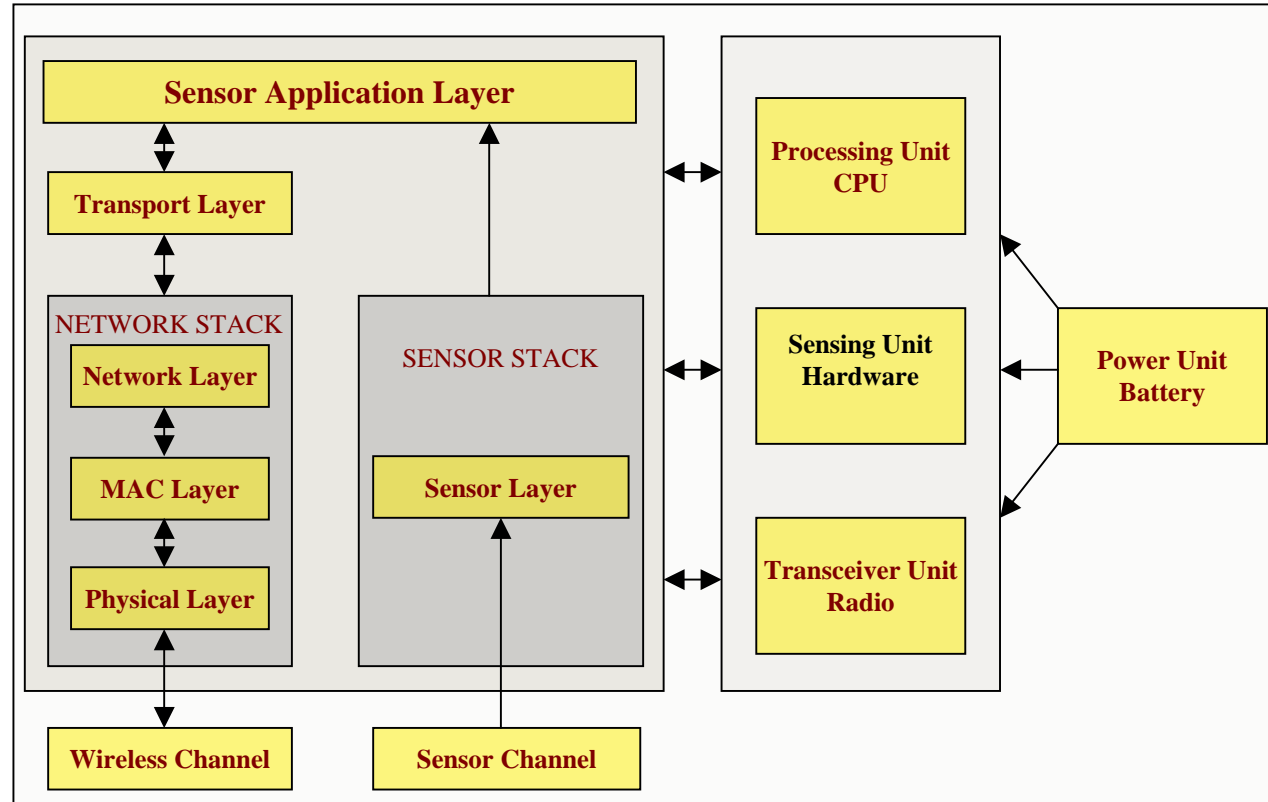 Sensor Application Layer
Transport Layer
NETWORK STACK
Network Layer
MAC Layer
Physical Layer
Wireless Channel
SENSOR STACK
Sensor Layer
Sensor Channel
Processing Unit
CPU
Sensing Unit
Hardware
Transceiver Unit
Radio
Power Unit
Battery